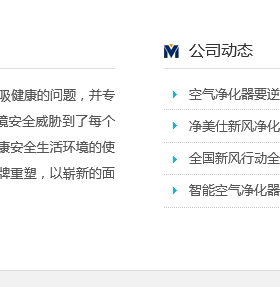 吸健康的问题，并专
境安全威胁到了每个
康安全生活环境的使
牌重塑，以崭新的面
公司动态
空气净化器要逆
净美仕新风净化
全国新风行动全
智能空气净化器